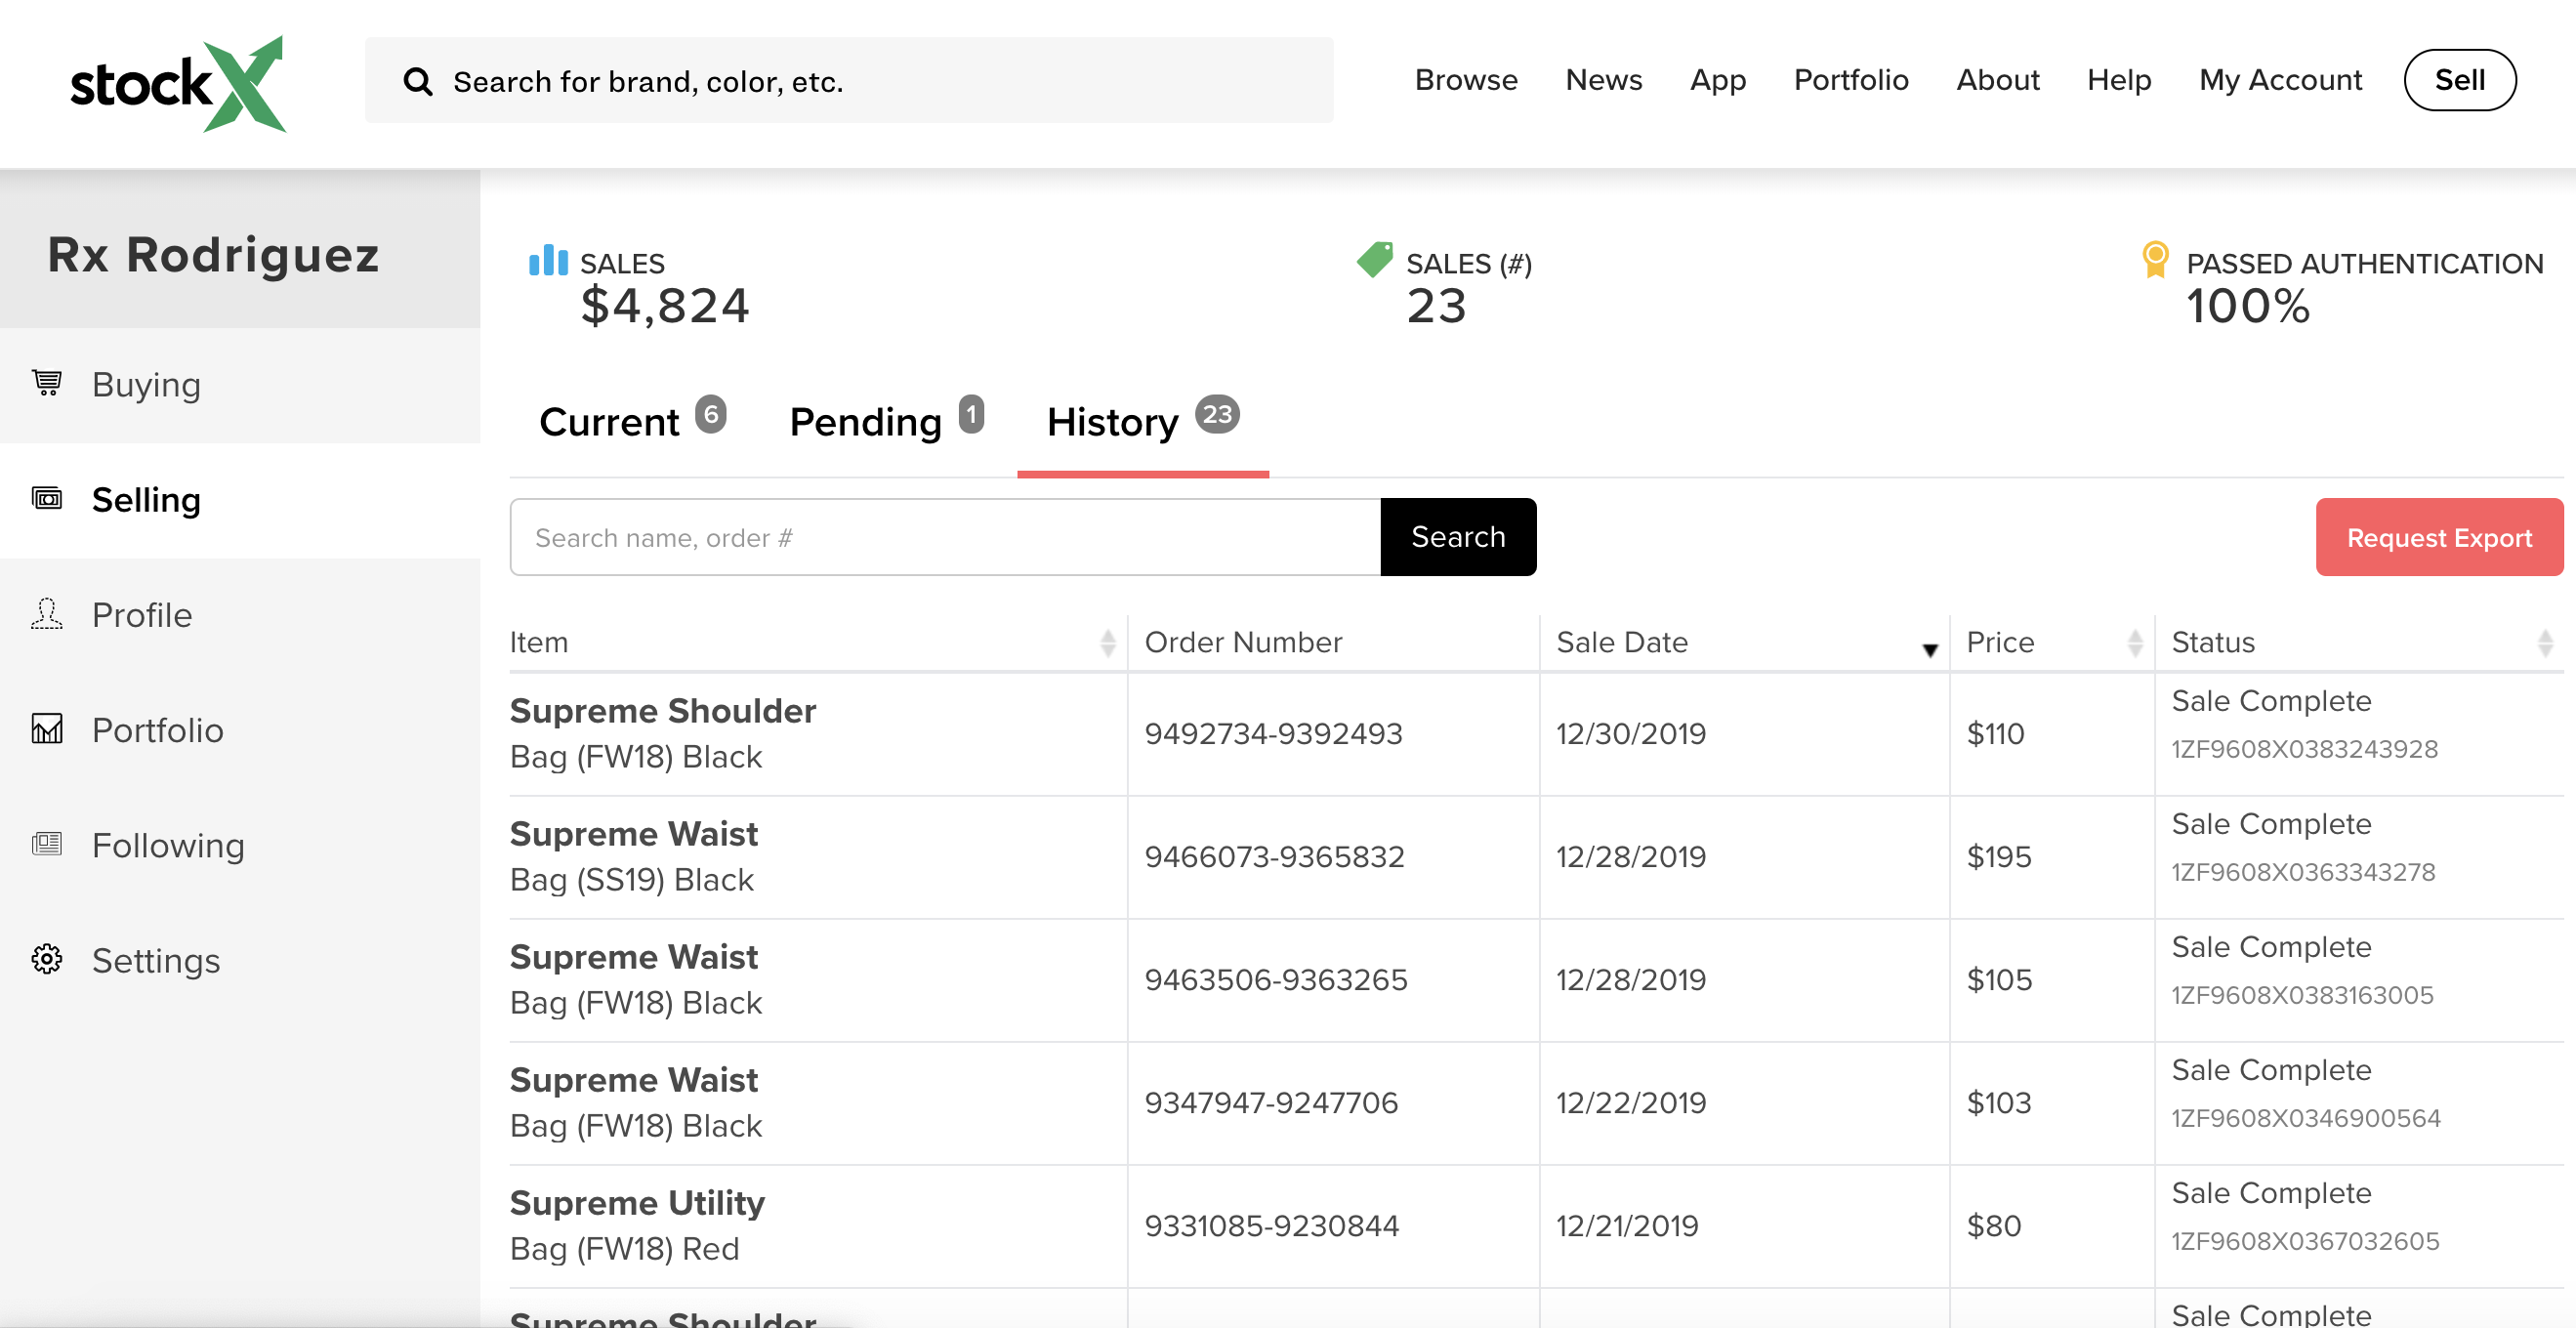 stockX
Search for brand, color, etc.
Browse News App Portfolio About Help My Account Sell
Rx Rodriguez
Buying
Selling
Profile
Portfolio
Following
Settings
SALES
$4,824
SALES (#)
23
PASSED AUTHENTICATION
100%
Current 6 Pending 1 History 23
Search name, order # Search Request Export
Item Order Number Sale Date Price Status
Supreme Shoulder
Bag (FW18) Black
9492734-9392493
12/30/2019
$110
Sale Complete
1ZF9608X0383243928
Supreme Waist
Bag (SS19) Black
9466073-9365832
12/28/2019
$195
Sale Complete
1ZF9608X0363343278
Supreme Waist
Bag (FW18) Black
9463506-9363265
12/28/2019
$105
Sale Complete
1ZF9608X0383163005
Supreme Waist
Bag (FW18) Black
9347947-9247706
12/22/2019
$103
Sale Complete
1ZF9608X0346900564
Supreme Utility
Bag (FW18) Red
9331085-9230844
12/21/2019
$80
Sale Complete
1ZF9608X0367032605
Supreme Shoulder
Sale Complete